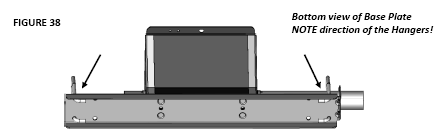 FIGURE 38
Bottom view of Base Plate
NOTE direction of the Hangers!